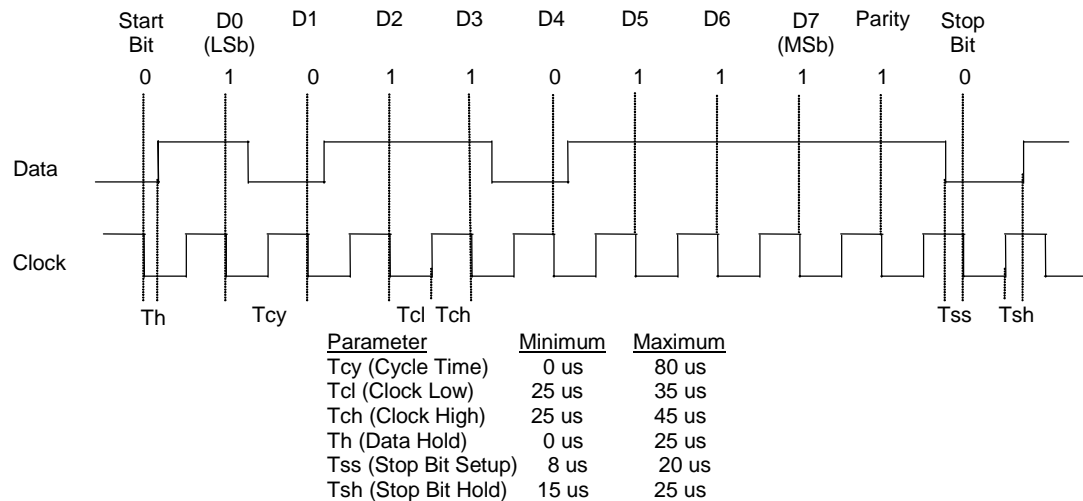 Start Bit D0 (LSb) D1 D2 D3 D4 D5 D6 D7 (MSb) Parity Stop Bit
0 1 0 1 1 0 1 1 1 1 0
Data
Clock
Th Tcy Tcl Tch Tss Tsh
Parameter Minimum Maximum
Tcy (Cycle Time) 0 us 80 us
Tcl (Clock Low) 25 us 35 us
Tch (Clock High) 25 us 45 us
Th (Data Hold) 0 us 25 us
Tss (Stop Bit Setup) 8 us 20 us
Tsh (Stop Bit Hold) 15 us 25 us